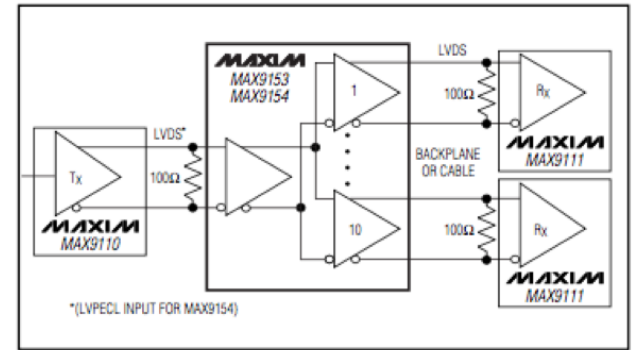 MAXIM
MAX9153
MAX9154
LVDS
1
100Ω
Rx
MAXIM
MAX9111
LVDS*
Tx
100Ω
MAXIM
MAX9110
BACKPLANE
OR CABLE
10
100Ω
Rx
MAXIM
MAX9111
*(LVPECL INPUT FOR MAX9154)